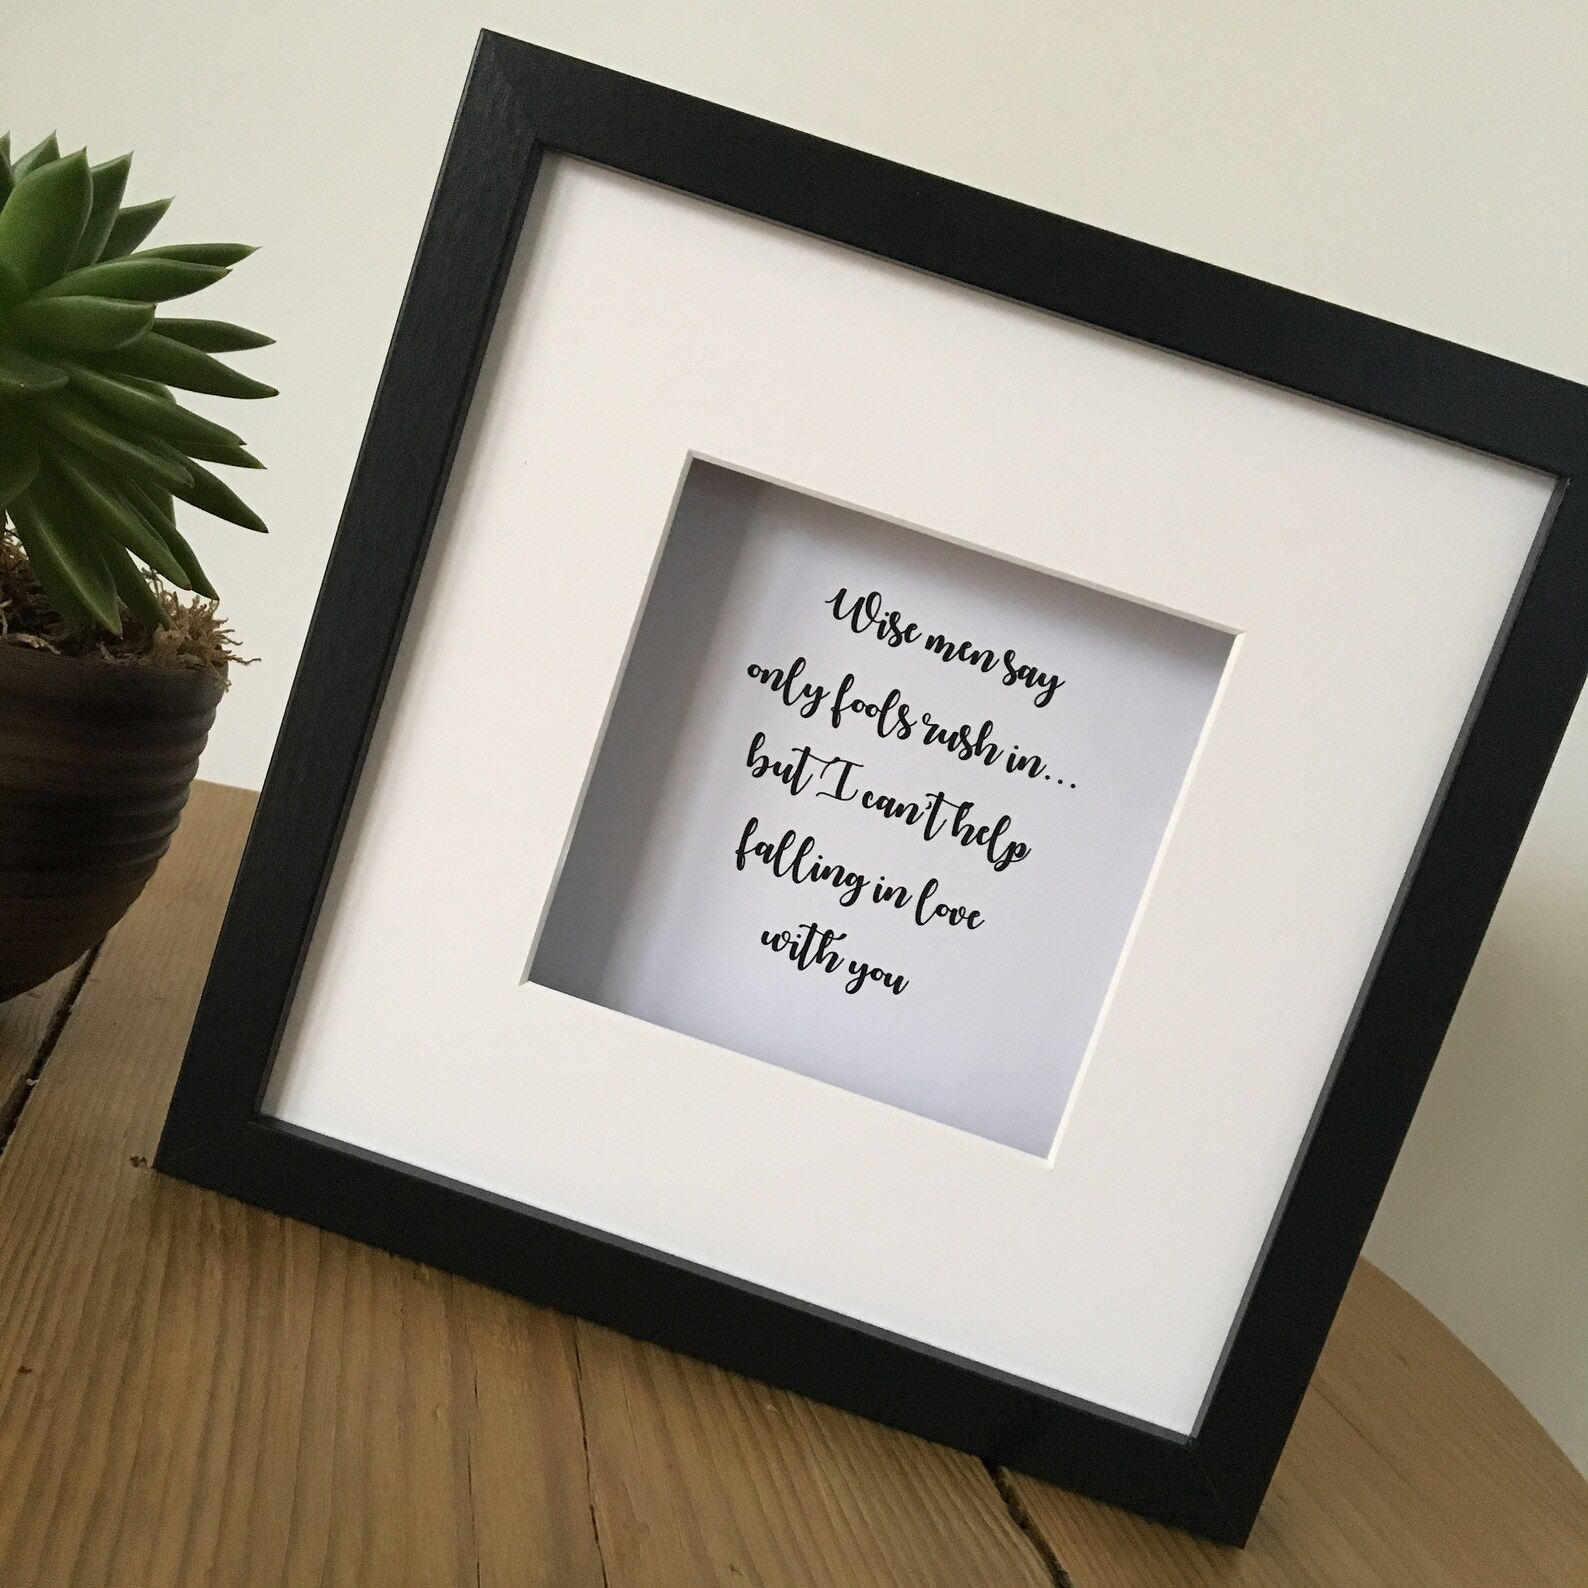 Wise men say
only fools rush in...
but I can't help
falling in love
with you